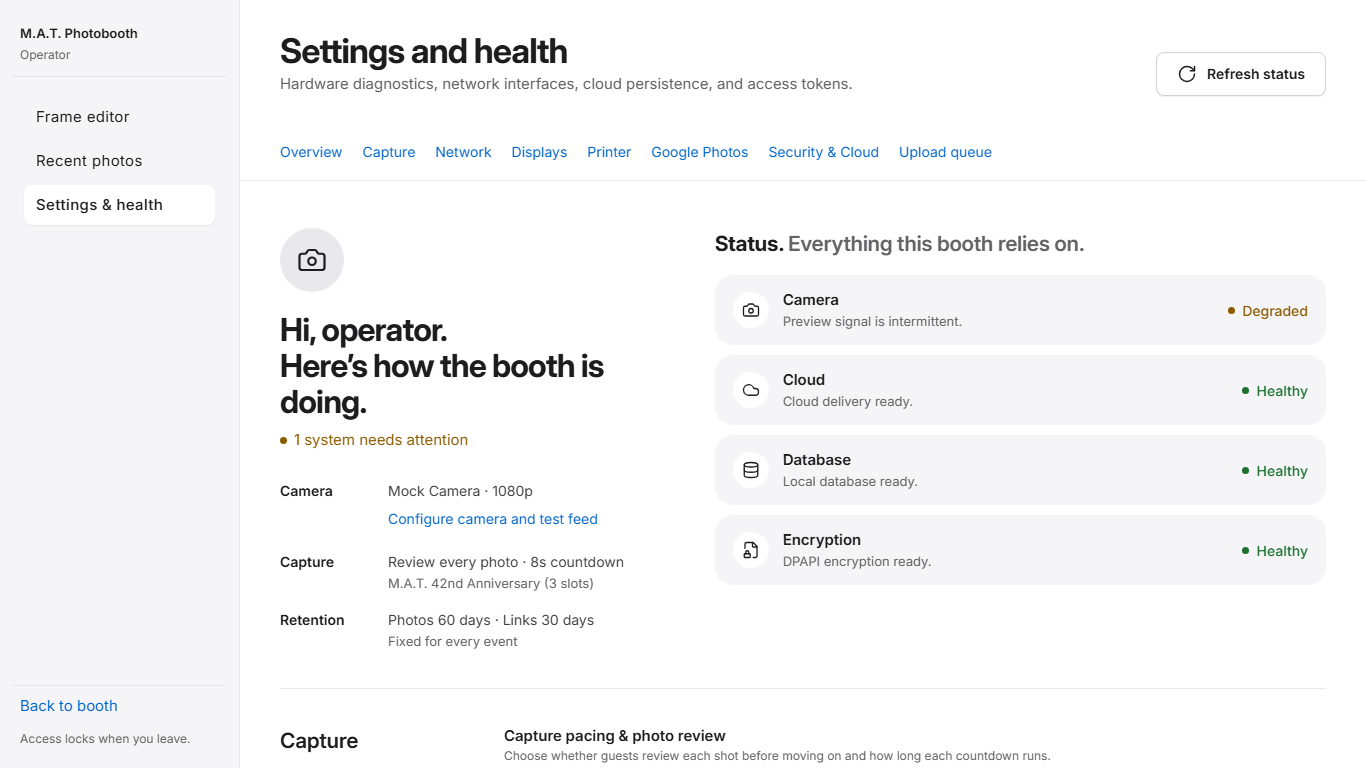 M.A.T. Photobooth
Operator
Frame editor
Recent photos
Settings & health
Back to booth
Access locks when you leave.
Settings and health
Hardware diagnostics, network interfaces, cloud persistence, and access tokens.
Refresh status
Overview Capture Network Displays Printer Google Photos Security & Cloud Upload queue
Hi, operator.
Here’s how the booth is
doing.
1 system needs attention
Camera Mock Camera · 1080p
Configure camera and test feed
Capture Review every photo · 8s countdown
M.A.T. 42nd Anniversary (3 slots)
Retention Photos 60 days · Links 30 days
Fixed for every event
Status. Everything this booth relies on.
Camera
Preview signal is intermittent.
Degraded
Cloud
Cloud delivery ready.
Healthy
Database
Local database ready.
Healthy
Encryption
DPAPI encryption ready.
Healthy
Capture
Capture pacing & photo review
Choose whether guests review each shot before moving on and how long each countdown runs.